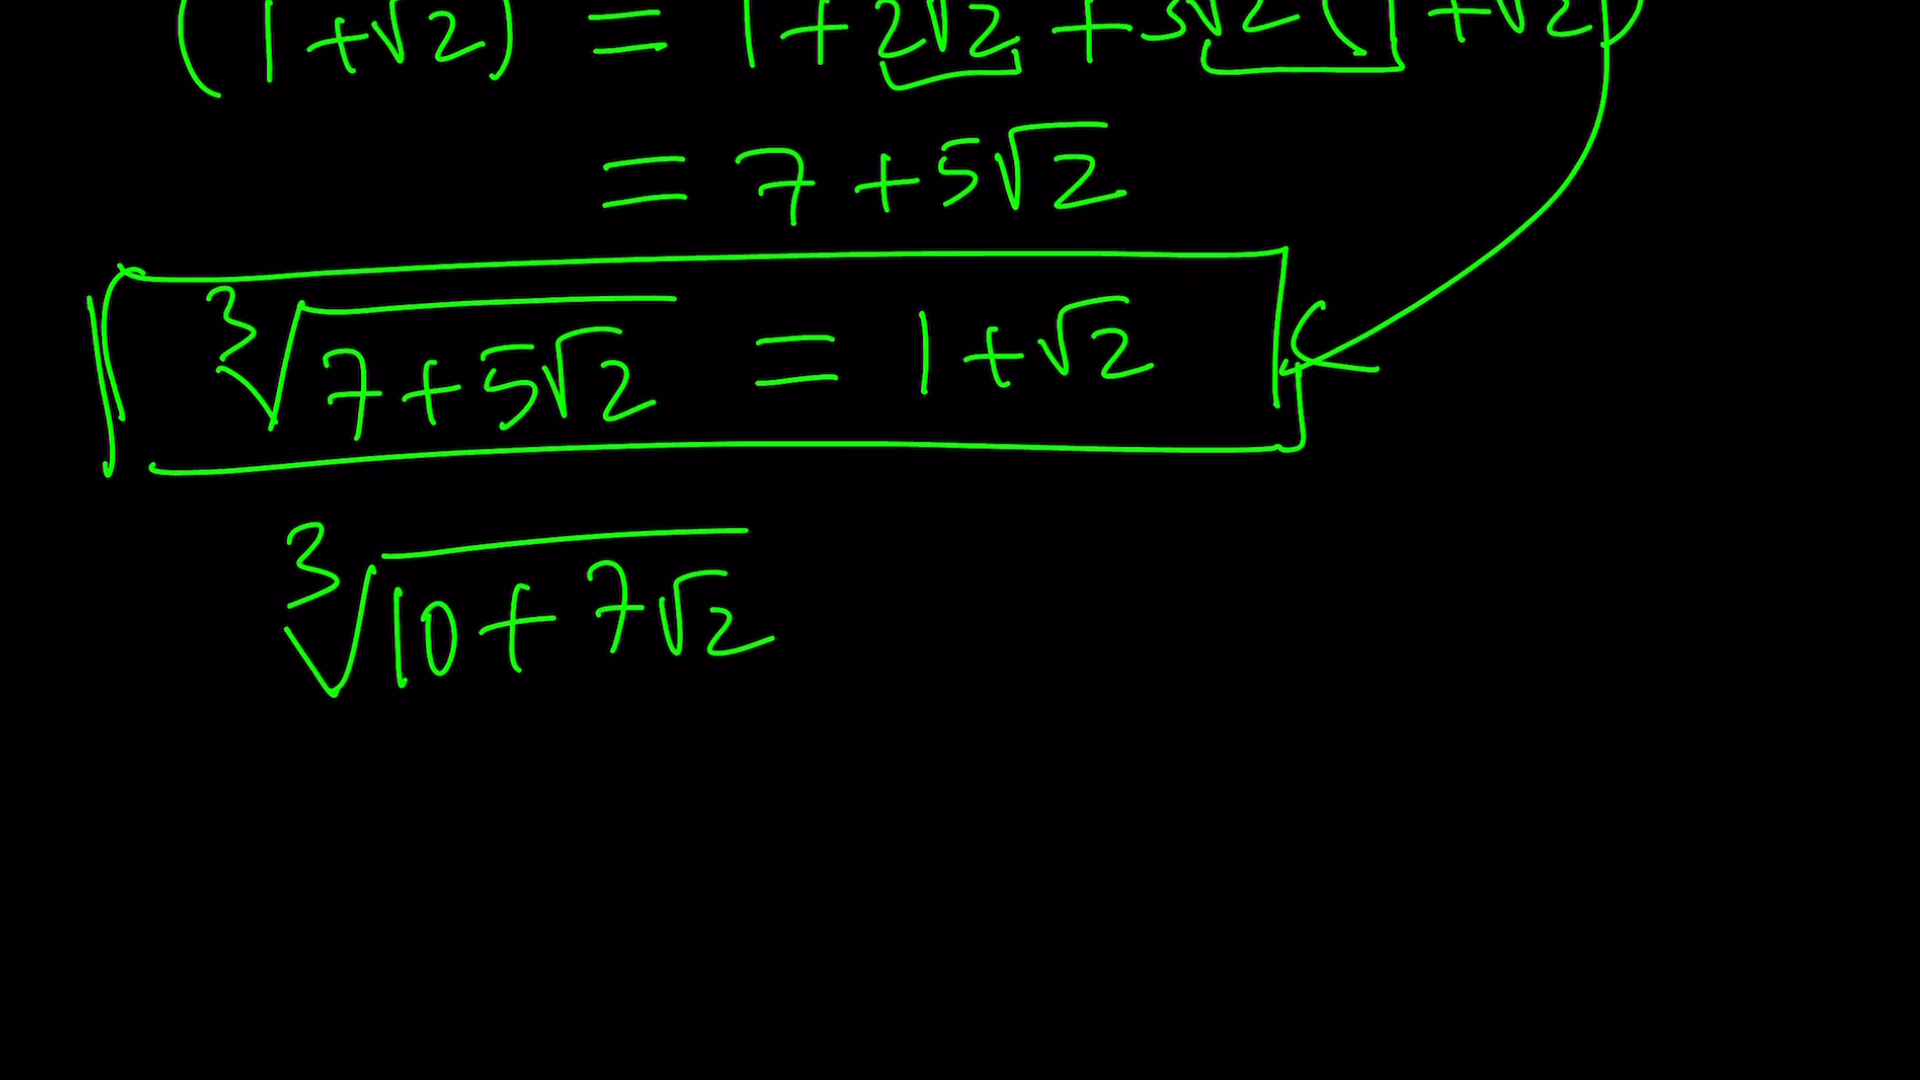 (1+√2) = 1+2√2+3√2(1+√2)
= 7+5√2
∛(7+5√2) = 1+√2
∛(10+7√2)